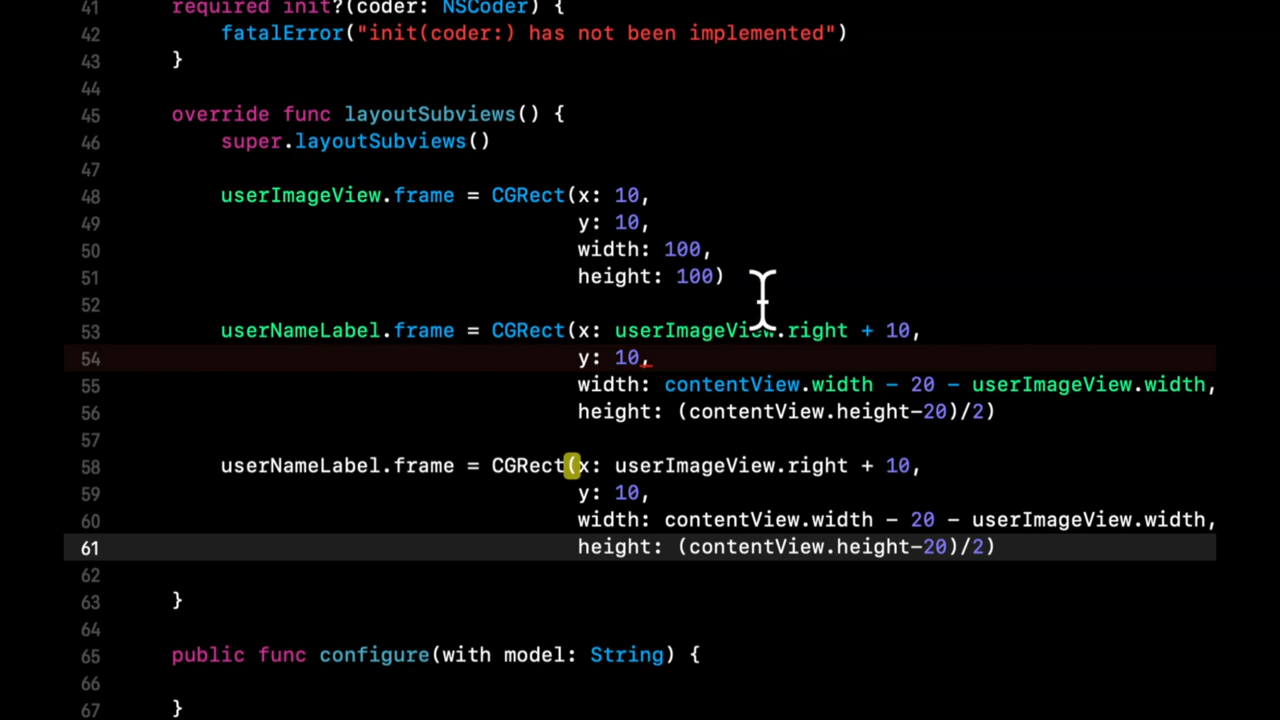 41 required init?(coder: NSCoder) {
42 fatalError("init(coder:) has not been implemented")
43 }
44
45 override func layoutSubviews() {
46 super.layoutSubviews()
47
48 userImageView.frame = CGRect(x: 10,
49 y: 10,
50 width: 100,
51 height: 100)
52
53 userNameLabel.frame = CGRect(x: userImageView.right + 10,
54 y: 10,
55 width: contentView.width - 20 - userImageView.width,
56 height: (contentView.height-20)/2)
57
58 userNameLabel.frame = CGRect(x: userImageView.right + 10,
59 y: 10,
60 width: contentView.width - 20 - userImageView.width,
61 height: (contentView.height-20)/2)
62
63 }
64
65 public func configure(with model: String) {
66
67 }